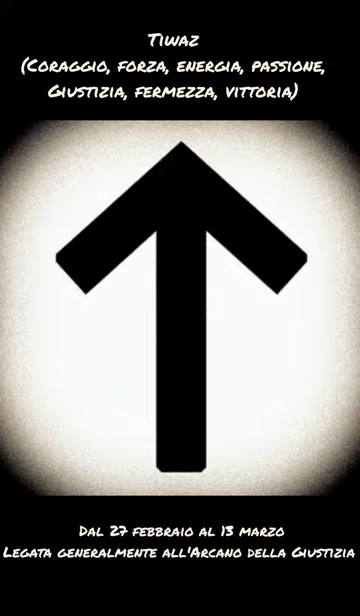 Tiwaz
(Coraggio, forza, energia, passione,
Giustizia, fermezza, vittoria)
Dal 27 febbraio al 13 marzo
Legata generalmente all'Arcano della Giustizia